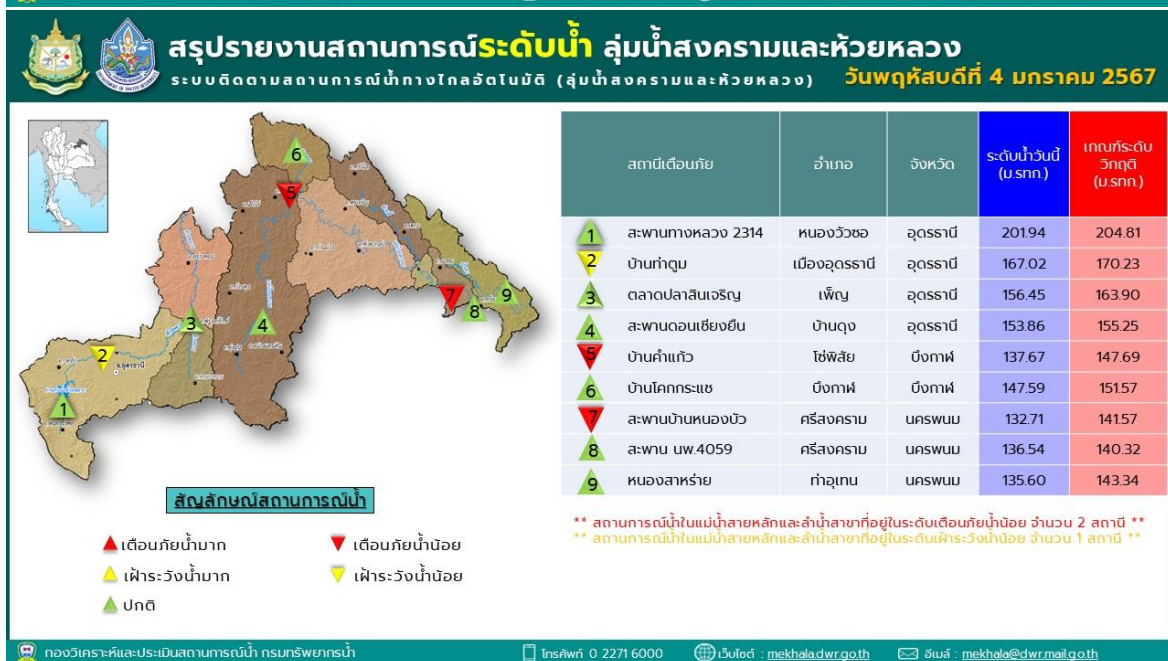 สรุปรายงานสถานการณ์ระดับน้ำ ลุ่มน้ำสงครามและห้วยหลวง
ระบบติดตามสถานการณ์น้ำทางไกลอัตโนมัติ (ลุ่มน้ำสงครามและห้วยหลวง) วันพฤหัสบดีที่ 4 มกราคม 2567
6
5
7
9
8
3
4
2
อ.อุดรธานี
1
สถานีเตือนภัย อำเภอ จังหวัด ระดับน้ำวันนี้ (ม.รทก.) เกณฑ์ระดับวิกฤติ (ม.รทก.)
1 สะพานทางหลวง 2314 หนองวัวซอ อุดรธานี 201.94 204.81
2 บ้านท่าตูม เมืองอุดรธานี อุดรธานี 167.02 170.23
3 ตลาดปลาสินเจริญ เพ็ญ อุดรธานี 156.45 163.90
4 สะพานดอนเชียงยืน บ้านดุง อุดรธานี 153.86 155.25
5 บ้านคำแก้ว โซ่พิสัย บึงกาฬ 137.67 147.69
6 บ้านโคกกระแซ บึงกาฬ บึงกาฬ 147.59 151.57
7 สะพานบ้านหนองบัว ศรีสงคราม นครพนม 132.71 141.57
8 สะพาน นพ.4059 ศรีสงคราม นครพนม 136.54 140.32
9 หนองสาหร่าย ท่าอุเทน นครพนม 135.60 143.34
สัญลักษณ์สถานการณ์น้ำ
เตือนภัยน้ำมาก เตือนภัยน้ำน้อย
เฝ้าระวังน้ำมาก เฝ้าระวังน้ำน้อย
ปกติ
** สถานการณ์น้ำในแม่น้ำสายหลักและลำน้ำสาขาที่อยู่ในระดับเตือนภัยน้ำน้อย จำนวน 2 สถานี **
** สถานการณ์น้ำในแม่น้ำสายหลักและลำน้ำสาขาที่อยู่ในระดับเฝ้าระวังน้ำน้อย จำนวน 1 สถานี **
กองวิเคราะห์และประเมินสถานการณ์น้ำ กรมทรัพยากรน้ำ โทรศัพท์ 0 2271 6000 เว็บไซต์ : mekhala.dwr.go.th อีเมล์ : mekhala@dwr.mail.go.th